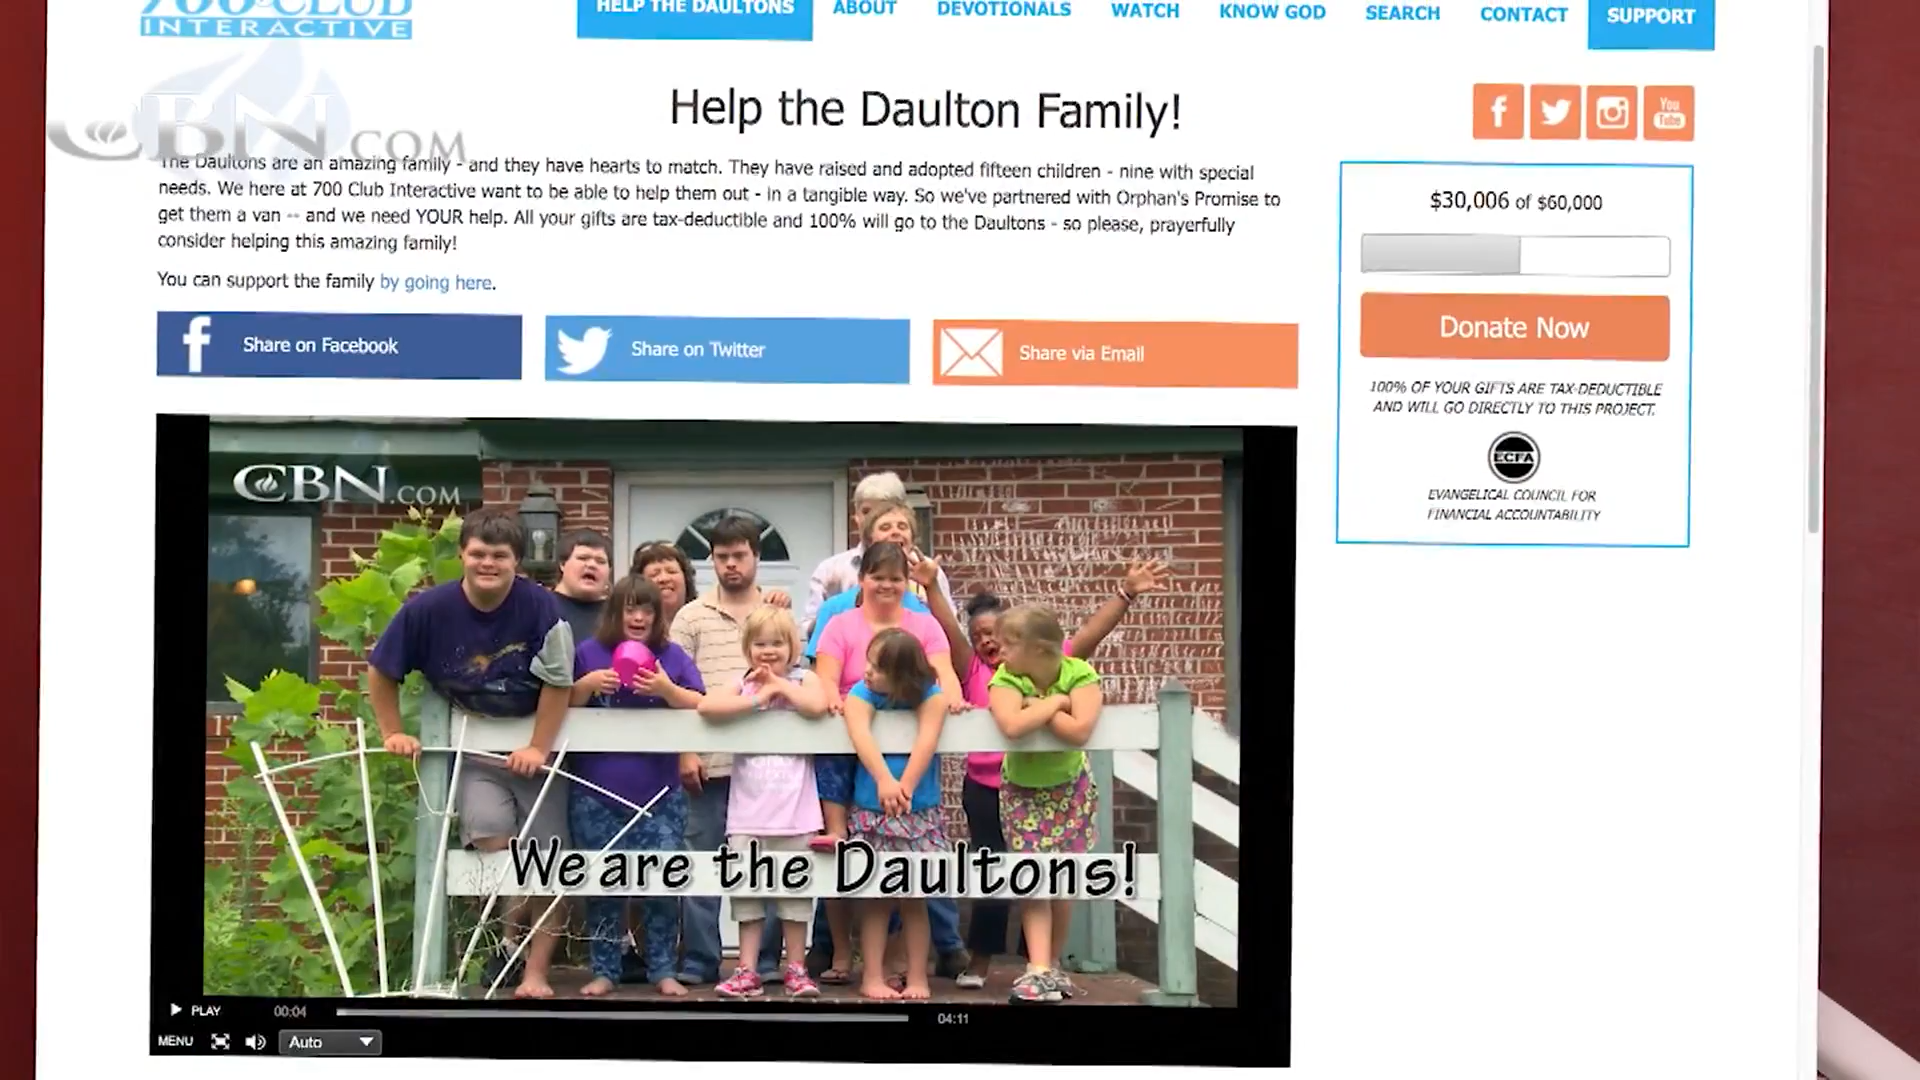 700 CLUB
INTERACTIVE
HELP THE DAULTONS
ABOUT
DEVOTIONALS
WATCH
KNOW GOD
SEARCH
CONTACT
SUPPORT
CBN.COM
Help the Daulton Family!
You
Tube
The Daultons are an amazing family - and they have hearts to match. They have raised and adopted fifteen children - nine with special
needs. We here at 700 Club Interactive want to be able to help them out - in a tangible way. So we've partnered with Orphan's Promise to
get them a van -- and we need YOUR help. All your gifts are tax-deductible and 100% will go to the Daultons - so please, prayerfully
consider helping this amazing family!
You can support the family by going here.
$30,006 of $60,000
Donate Now
100% OF YOUR GIFTS ARE TAX-DEDUCTIBLE
AND WILL GO DIRECTLY TO THIS PROJECT.
ECFA
EVANGELICAL COUNCIL FOR
FINANCIAL ACCOUNTABILITY
Share on Facebook
Share on Twitter
Share via Email
CBN.COM
We are the Daultons!
PLAY
00:04
04:11
MENU
Auto